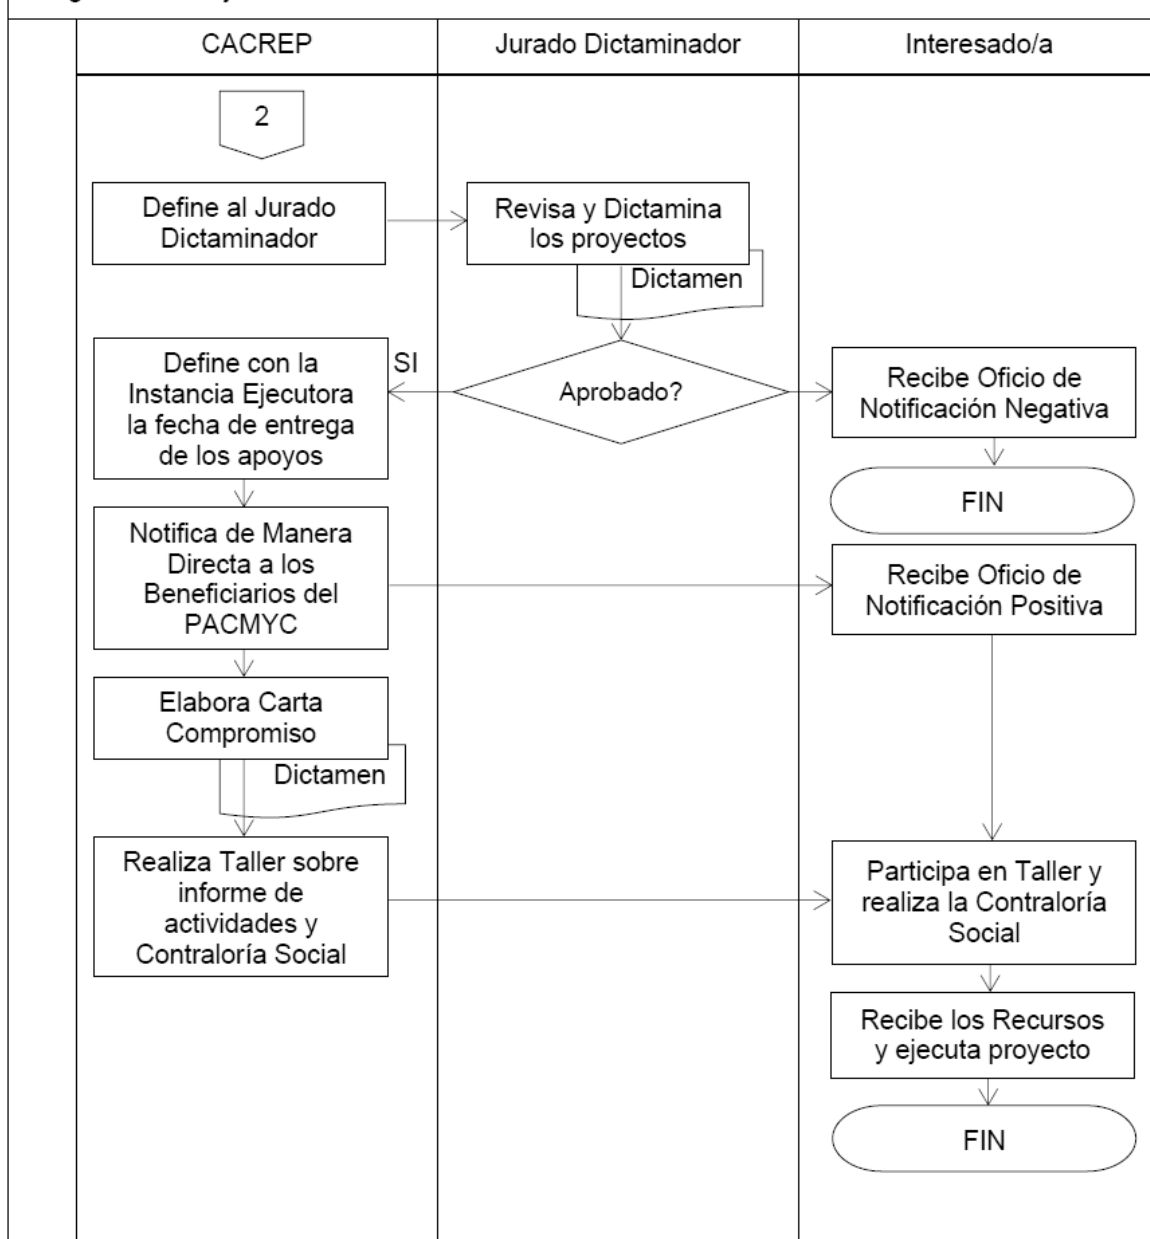 CACREP
Jurado Dictaminador
Interesado/a
2
Define al Jurado
Dictaminador
Revisa y Dictamina
los proyectos
Dictamen
Aprobado?
SI
Define con la
Instancia Ejecutora
la fecha de entrega
de los apoyos
Recibe Oficio de
Notificación Negativa
FIN
Notifica de Manera
Directa a los
Beneficiarios del
PACMYC
Recibe Oficio de
Notificación Positiva
Elabora Carta
Compromiso
Dictamen
Realiza Taller sobre
informe de
actividades y
Contraloría Social
Participa en Taller y
realiza la Contraloría
Social
Recibe los Recursos
y ejecuta proyecto
FIN